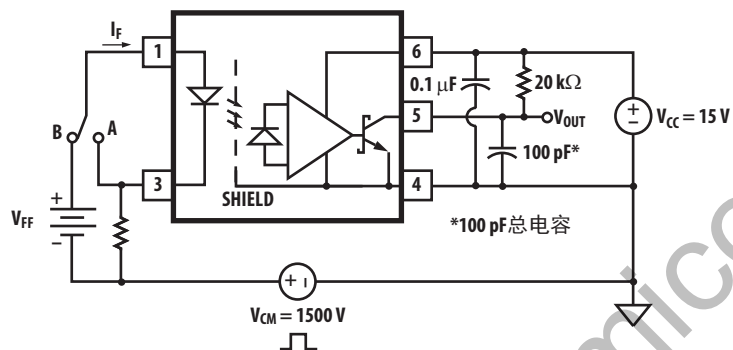 I_F
1
6
0.1 μF
20 kΩ
B
A
5
V_OUT
V_CC = 15 V
100 pF*
3
SHIELD
4
V_FF
*100 pF总电容
V_CM = 1500 V